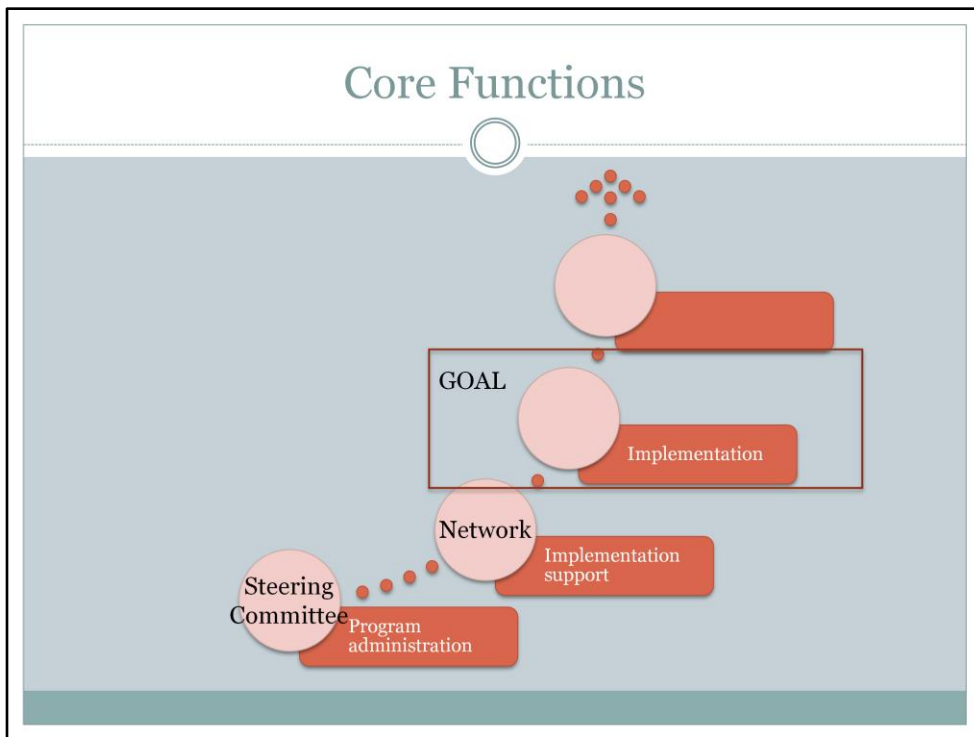 Core Functions
GOAL
Implementation
Network
Implementation
support
Steering
Committee
Program
administration